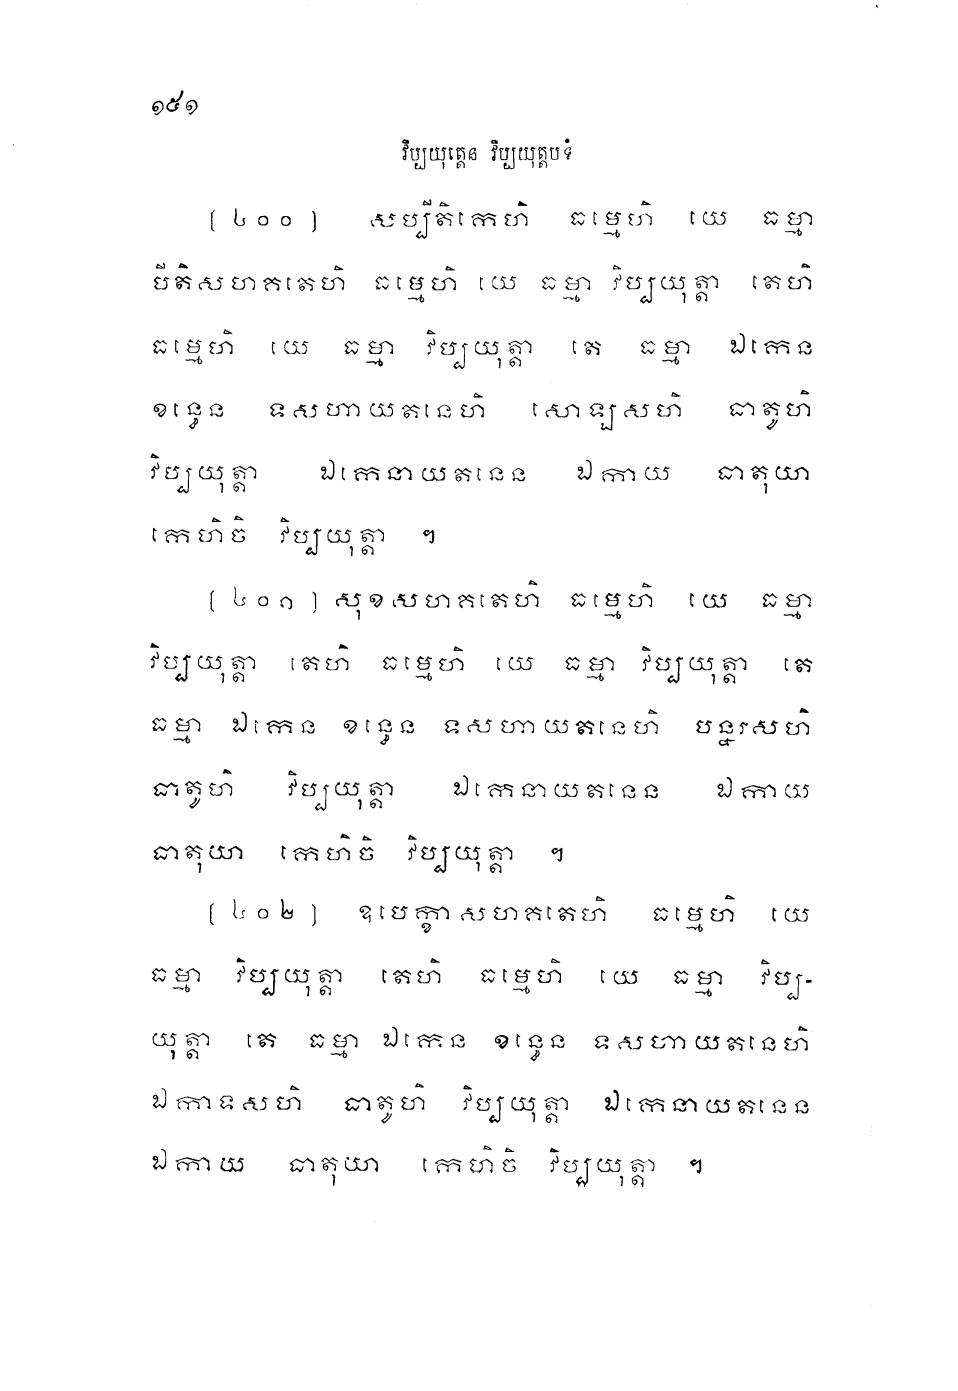 ១៥១
វិប្បយុត្តេន វិប្បយុត្តបទំ
[ ៤០០ ] សប្បីតិកេហិ ធម្មេហិ យេ ធម្មា
បីតិសហគតេហិ ធម្មេហិ យេ ធម្មា វិប្បយុត្តា តេហិ
ធម្មេហិ យេ ធម្មា វិប្បយុត្តា តេ ធម្មា ឯកេន
ខន្ធេន ទសហាយតនេហិ សោឡសហិ ធាតូហិ
វិប្បយុត្តា ឯកេនាយតនេន ឯកាយ ធាតុយា
កេហិចិ វិប្បយុត្តា ។
[ ៤០១ ] សុខសហគតេហិ ធម្មេហិ យេ ធម្មា
វិប្បយុត្តា តេហិ ធម្មេហិ យេ ធម្មា វិប្បយុត្តា តេ
ធម្មា ឯកេន ខន្ធេន ទសហាយតនេហិ បន្នរសហិ
ធាតូហិ វិប្បយុត្តា ឯកេនាយតនេន ឯកាយ
ធាតុយា កេហិចិ វិប្បយុត្តា ។
[ ៤០២ ] ឧបេក្ខាសហគតេហិ ធម្មេហិ យេ
ធម្មា វិប្បយុត្តា តេហិ ធម្មេហិ យេ ធម្មា វិប្ប-
យុត្តា តេ ធម្មា ឯកេន ខន្ធេន ទសហាយតនេហិ
ឯកាទសហិ ធាតូហិ វិប្បយុត្តា ឯកេនាយតនេន
ឯកាយ ធាតុយា កេហិចិ វិប្បយុត្តា ។